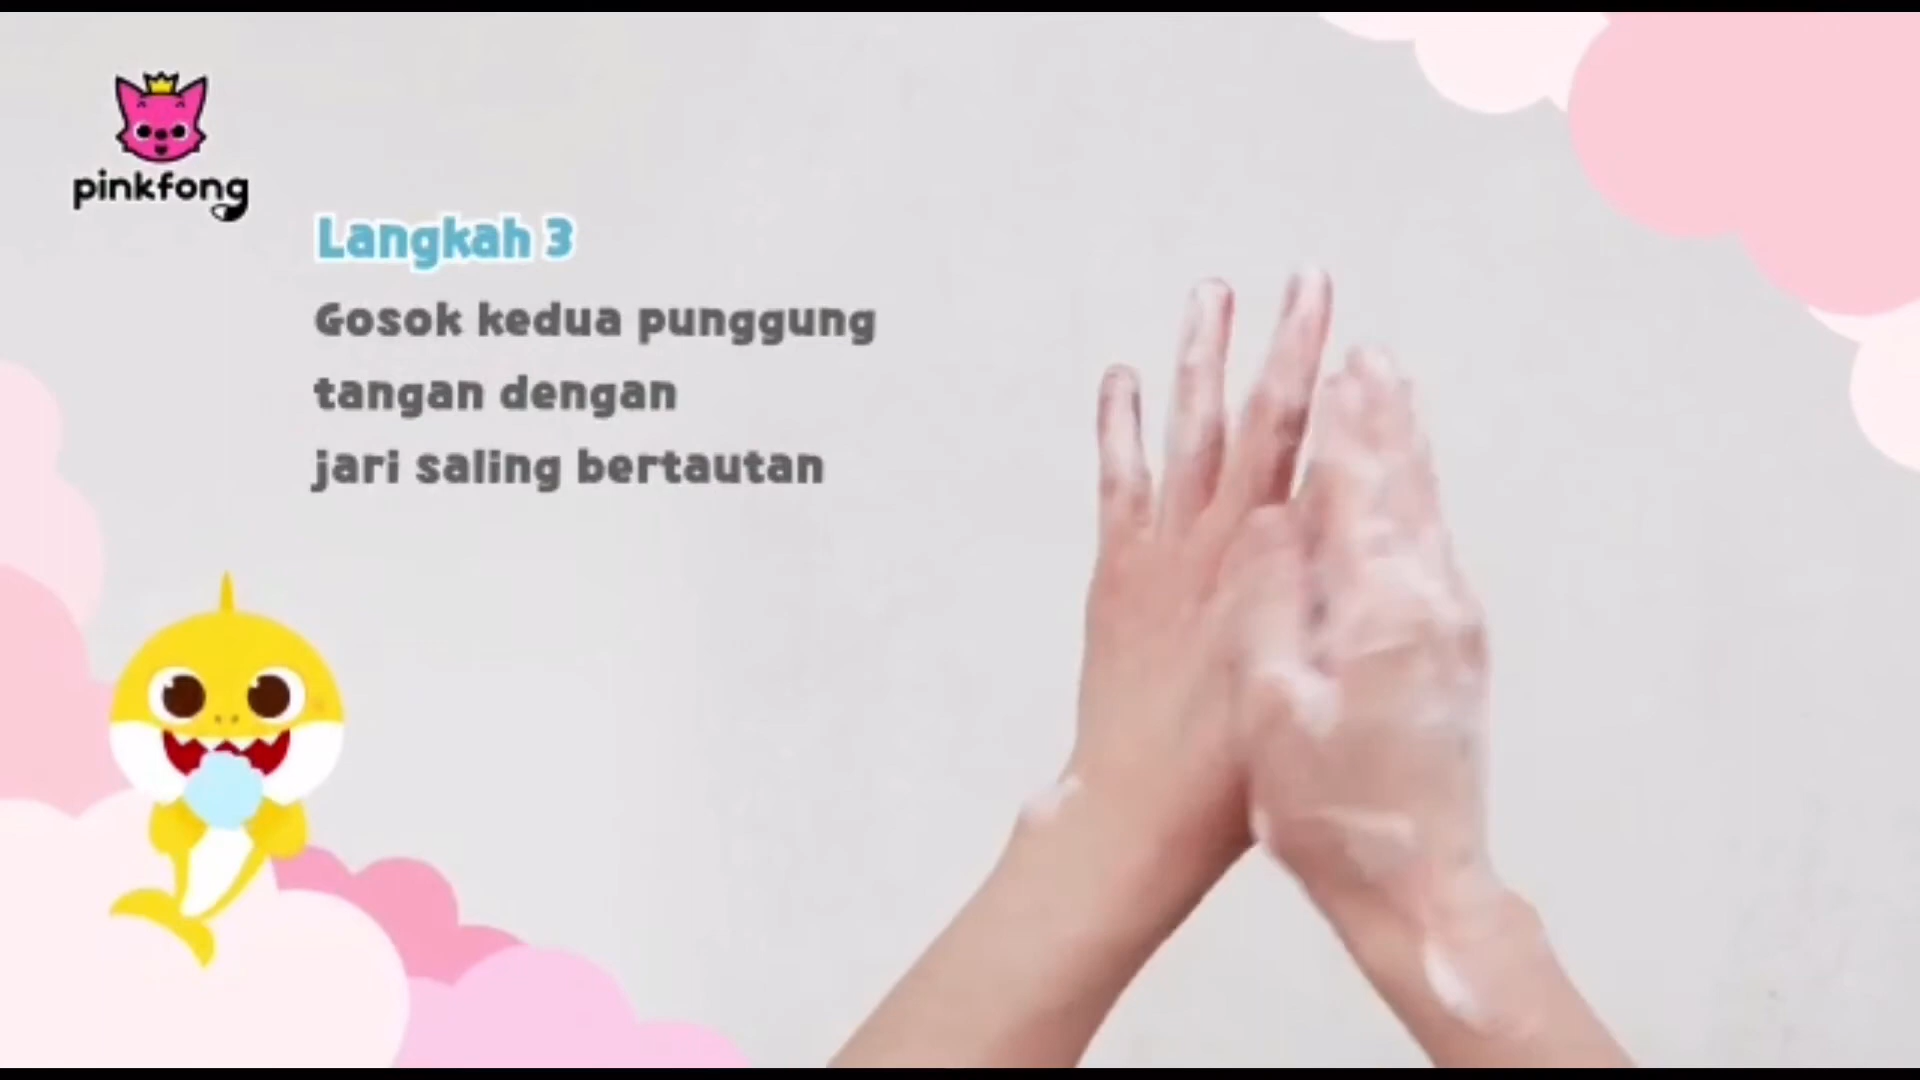 pinkfong
Langkah 3
Gosok kedua punggung
tangan dengan
jari saling bertautan